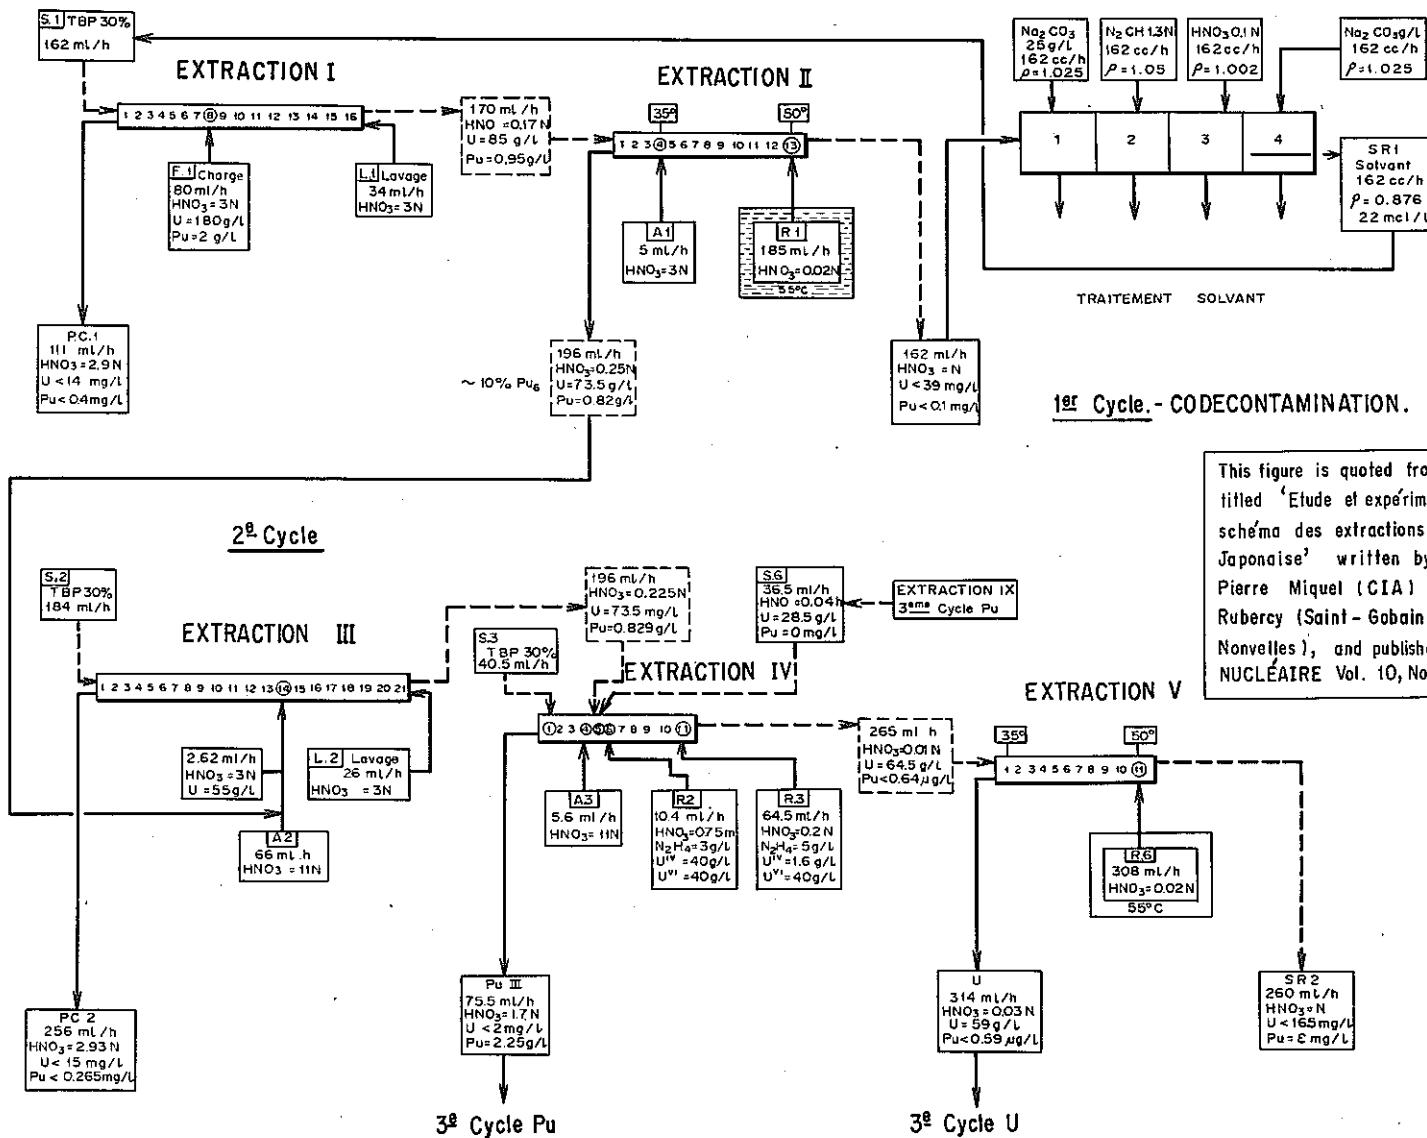 S.1 TBP 30%
162 ml/h
EXTRACTION I
1 2 3 4 5 6 7 8 9 10 11 12 13 14 15 16
F.1 Charge
80 ml/h
HNO3=3N
U=180g/l
Pu=2 g/l
L.1 Lavage
34 ml/h
HNO3=3N
P.C.1
111 ml/h
HNO3=2,9 N
U<14 mg/l
Pu<0.4mg/l
170 ml/h
HNO =0.17 N
U=85 g/l
Pu=0,95g/l
EXTRACTION II
35°
50°
1 2 3 4 5 6 7 8 9 10 11 12 13
A 1
5 ml/h
HNO3=3N
R 1
185 ml/h
HNO3=0.02N
55°C
~ 10% Pu6
196 ml/h
HNO3=0.25N
U=73.5 g/l
Pu=0.82g/l
162 ml/h
HNO3=N
U<39 mg/l
Pu<0.1 mg/l
Na2 CO3
25g/l
162 cc/h
ρ=1.025
N2 CH 1.3N
162 cc/h
ρ=1.05
HNO3 0.1 N
162 cc/h
ρ=1.002
Na2 CO3g/l
162 cc/h
ρ=1.025
1
2
3
4
SR1
Solvant
162 cc/h
ρ=0.876
22 mcl/l
TRAITEMENT SOLVANT
1er Cycle.- CODECONTAMINATION.
This figure is quoted fro
titled 'Etude et expérim
schéma des extractions
Japonaise' written by
Pierre Miquel (CIA)
Rubercy (Saint-Gobain
Nonvelles), and publishe
NUCLÉAIRE Vol. 10, No
2e Cycle
S.2
TBP 30%
184 ml/h
EXTRACTION III
1 2 3 4 5 6 7 8 9 10 11 12 13 14 15 16 17 18 19 20 21
2.62 ml/h
HNO3=3N
U=55g/l
L.2 Lavage
26 ml/h
HNO3 =3N
A2
66 ml.h
HNO3=11N
PC 2
256 ml/h
HNO3=2.93 N
U<15 mg/l
Pu<0.265mg/l
196 ml/h
HNO3=0.225N
U=73.5 mg/l
Pu=0.829g/l
S.6
36.5 ml/h
HNO =0.04
U=28.5g/l
Pu=0 mg/l
EXTRACTION IX
3eme Cycle Pu
S.3
TBP 30%
40.5 ml/h
EXTRACTION IV
1 2 3 4 5 6 7 8 9 10 11
A3
5.6 ml/h
HNO3=11N
R2
10.4 ml/h
HNO3=0.75m
N2H4=3g/l
UIV=40g/l
UVI=40g/l
R.3
64.5 ml/h
HNO3=0.2 N
N2H4=5g/l
UIV=1.6 g/l
UVI=40g/l
Pu III
75.5 ml/h
HNO3=1.7 N
U<2mg/l
Pu=2.25g/l
3e Cycle Pu
265 ml h
HNO3=0.01 N
U=64.5 g/l
Pu<0.64 µg/l
EXTRACTION V
35°
50°
1 2 3 4 5 6 7 8 9 10 11
R.6
308 ml/h
HNO3=0.02 N
55°C
U
314 ml/h
HNO3=0.03 N
U=59 g/l
Pu<0.59 µg/l
3e Cycle U
SR2
260 ml/h
HNO3=N
U<165mg/l
Pu=ε mg/l